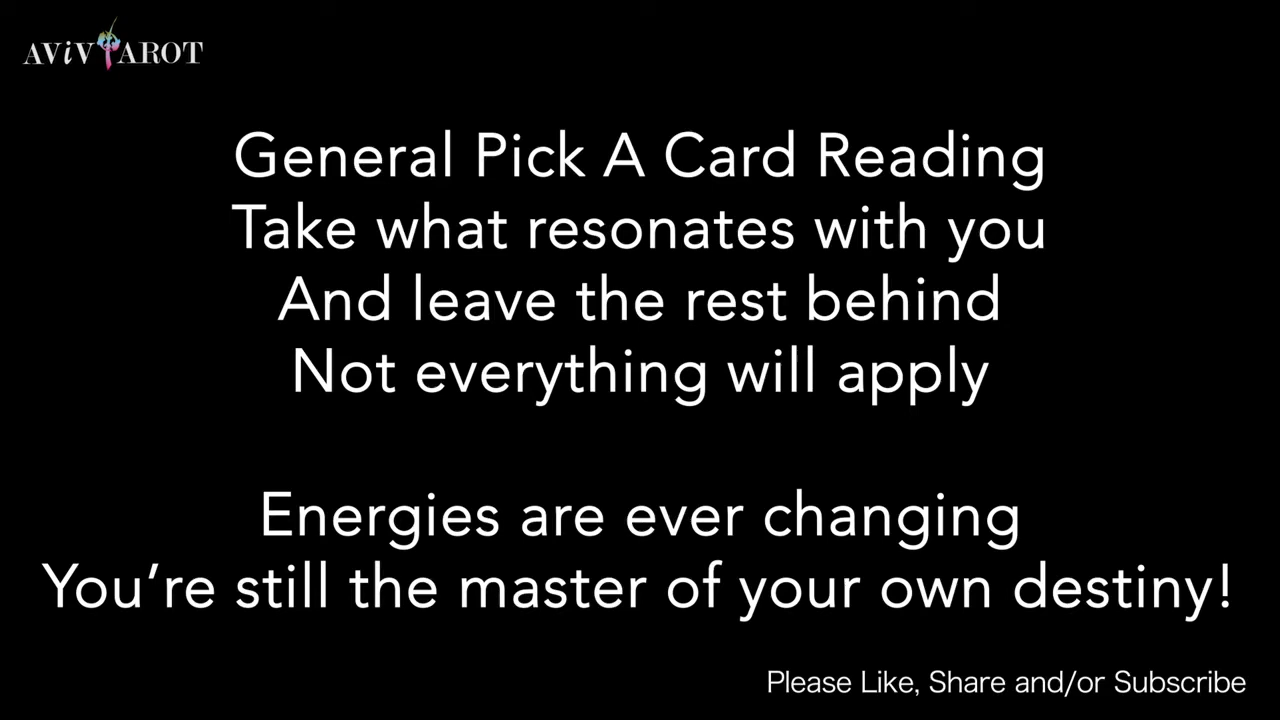 AViV TAROT
General Pick A Card Reading
Take what resonates with you
And leave the rest behind
Not everything will apply
Energies are ever changing
You’re still the master of your own destiny!
Please Like, Share and/or Subscribe